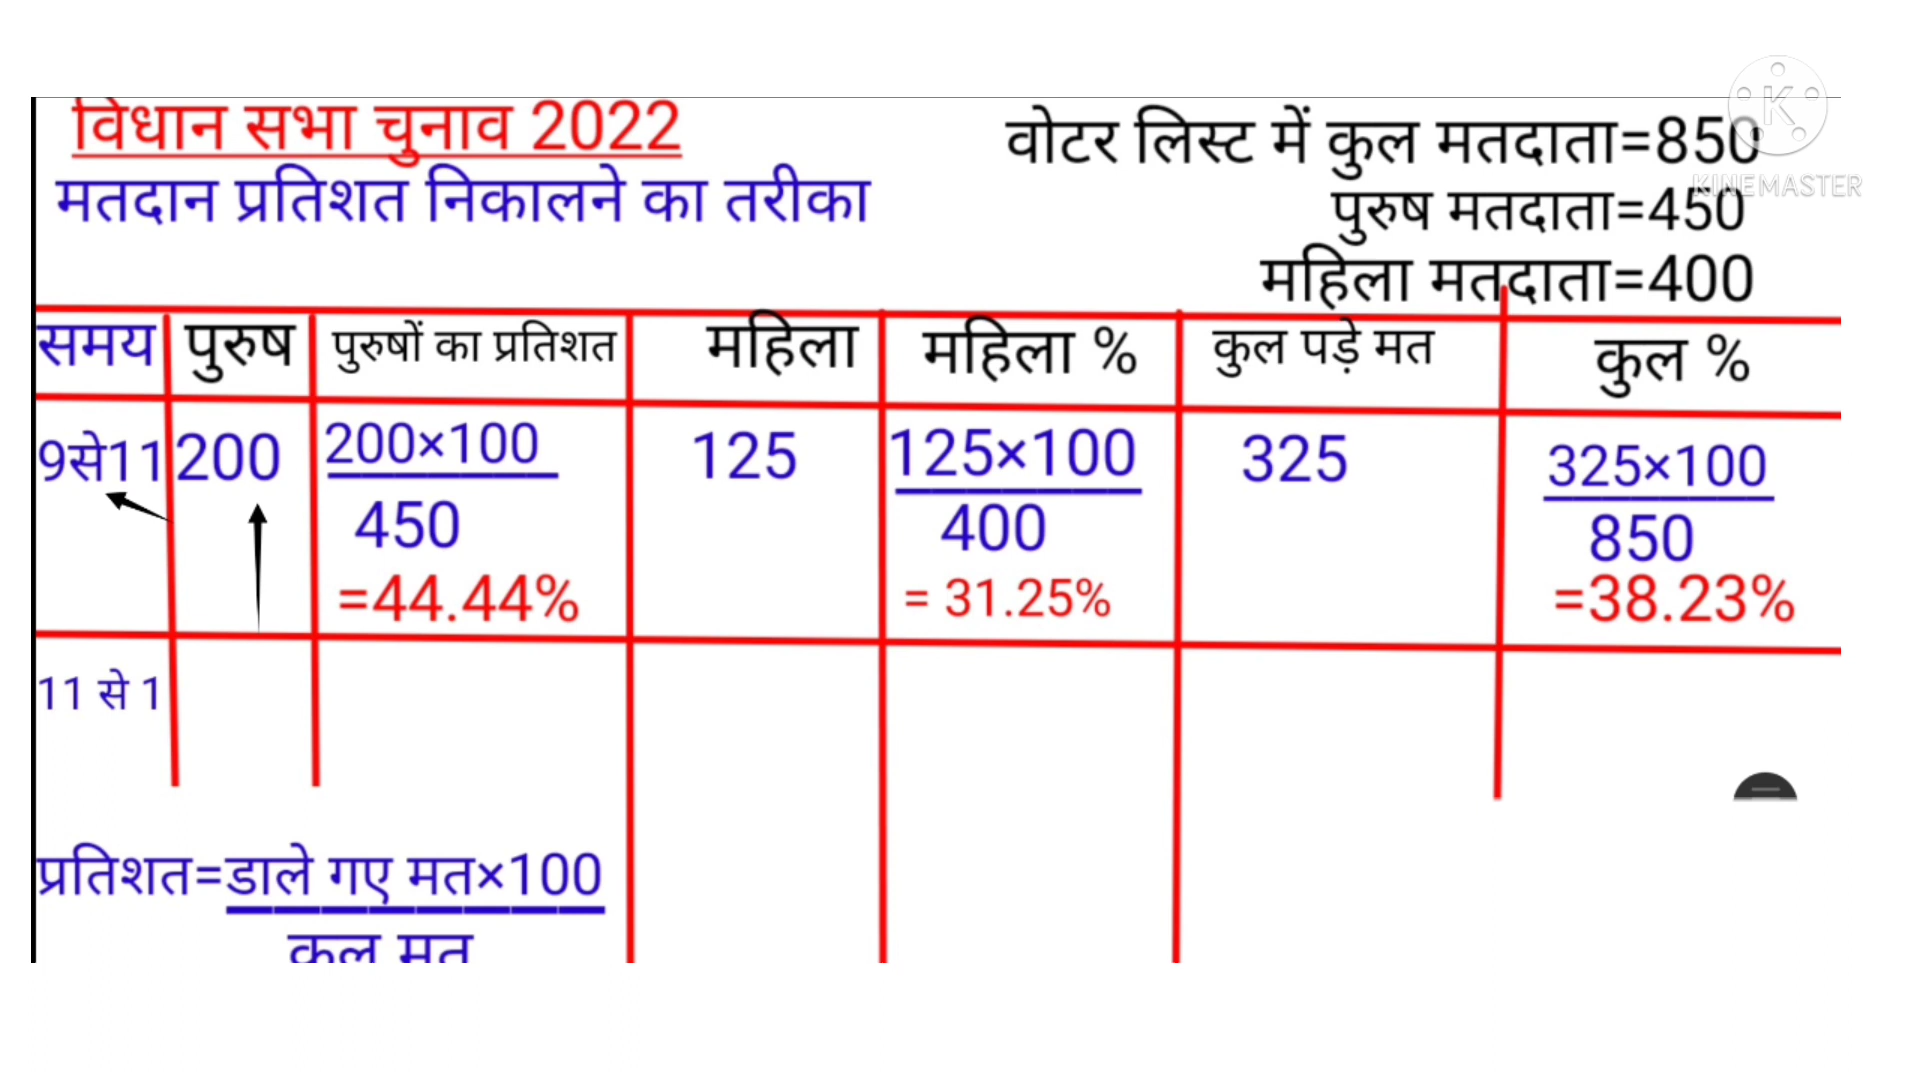 विधान सभा चुनाव 2022
मतदान प्रतिशत निकालने का तरीका
वोटर लिस्ट में कुल मतदाता=850
पुरुष मतदाता=450
महिला मतदाता=400
KINEMASTER
समय पुरुष पुरुषों का प्रतिशत महिला महिला % कुल पड़े मत कुल %
9से11 200 200×100 125 125×100 325 325×100
450 400 850
=44.44% = 31.25% =38.23%
11 से 1
प्रतिशत=डाले गए मत×100
कुल मत